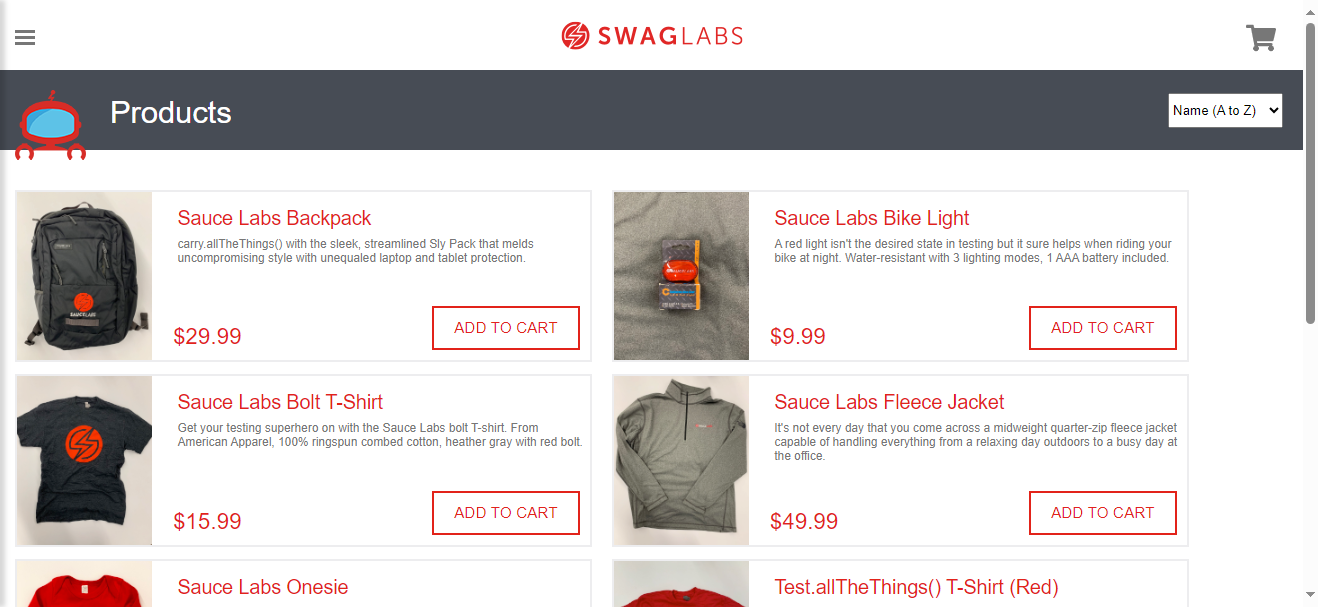 SWAGLABS
Products
Name (A to Z)
Sauce Labs Backpack
carry.allTheThings() with the sleek, streamlined Sly Pack that melds
uncompromising style with unequaled laptop and tablet protection.
$29.99
ADD TO CART
Sauce Labs Bike Light
A red light isn't the desired state in testing but it sure helps when riding your
bike at night. Water-resistant with 3 lighting modes, 1 AAA battery included.
$9.99
ADD TO CART
Sauce Labs Bolt T-Shirt
Get your testing superhero on with the Sauce Labs bolt T-shirt. From
American Apparel, 100% ringspun combed cotton, heather gray with red bolt.
$15.99
ADD TO CART
Sauce Labs Fleece Jacket
It's not every day that you come across a midweight quarter-zip fleece jacket
capable of handling everything from a relaxing day outdoors to a busy day at
the office.
$49.99
ADD TO CART
Sauce Labs Onesie
Test.allTheThings() T-Shirt (Red)